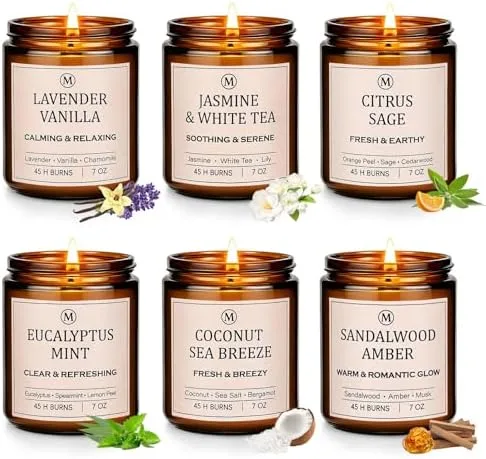 M
LAVENDER
VANILLA
CALMING & RELAXING
Lavender • Vanilla • Chamomile
45 H BURNS | 7 OZ
M
JASMINE
& WHITE TEA
SOOTHING & SERENE
Jasmine • White Tea • Lily
45 H BURNS | 7 OZ
M
CITRUS
SAGE
FRESH & EARTHY
Orange Peel • Sage • Cedarwood
45 H BURNS | 7 OZ
M
EUCALYPTUS
MINT
CLEAR & REFRESHING
Eucalyptus • Spearmint • Lemon Peel
45 H BURNS | 7 OZ
M
COCONUT
SEA BREEZE
FRESH & BREEZY
Coconut • Sea Salt • Bergamot
45 H BURNS | 7 OZ
M
SANDALWOOD
AMBER
WARM & ROMANTIC GLOW
Sandalwood • Amber • Musk
45 H BURNS | 7 OZ